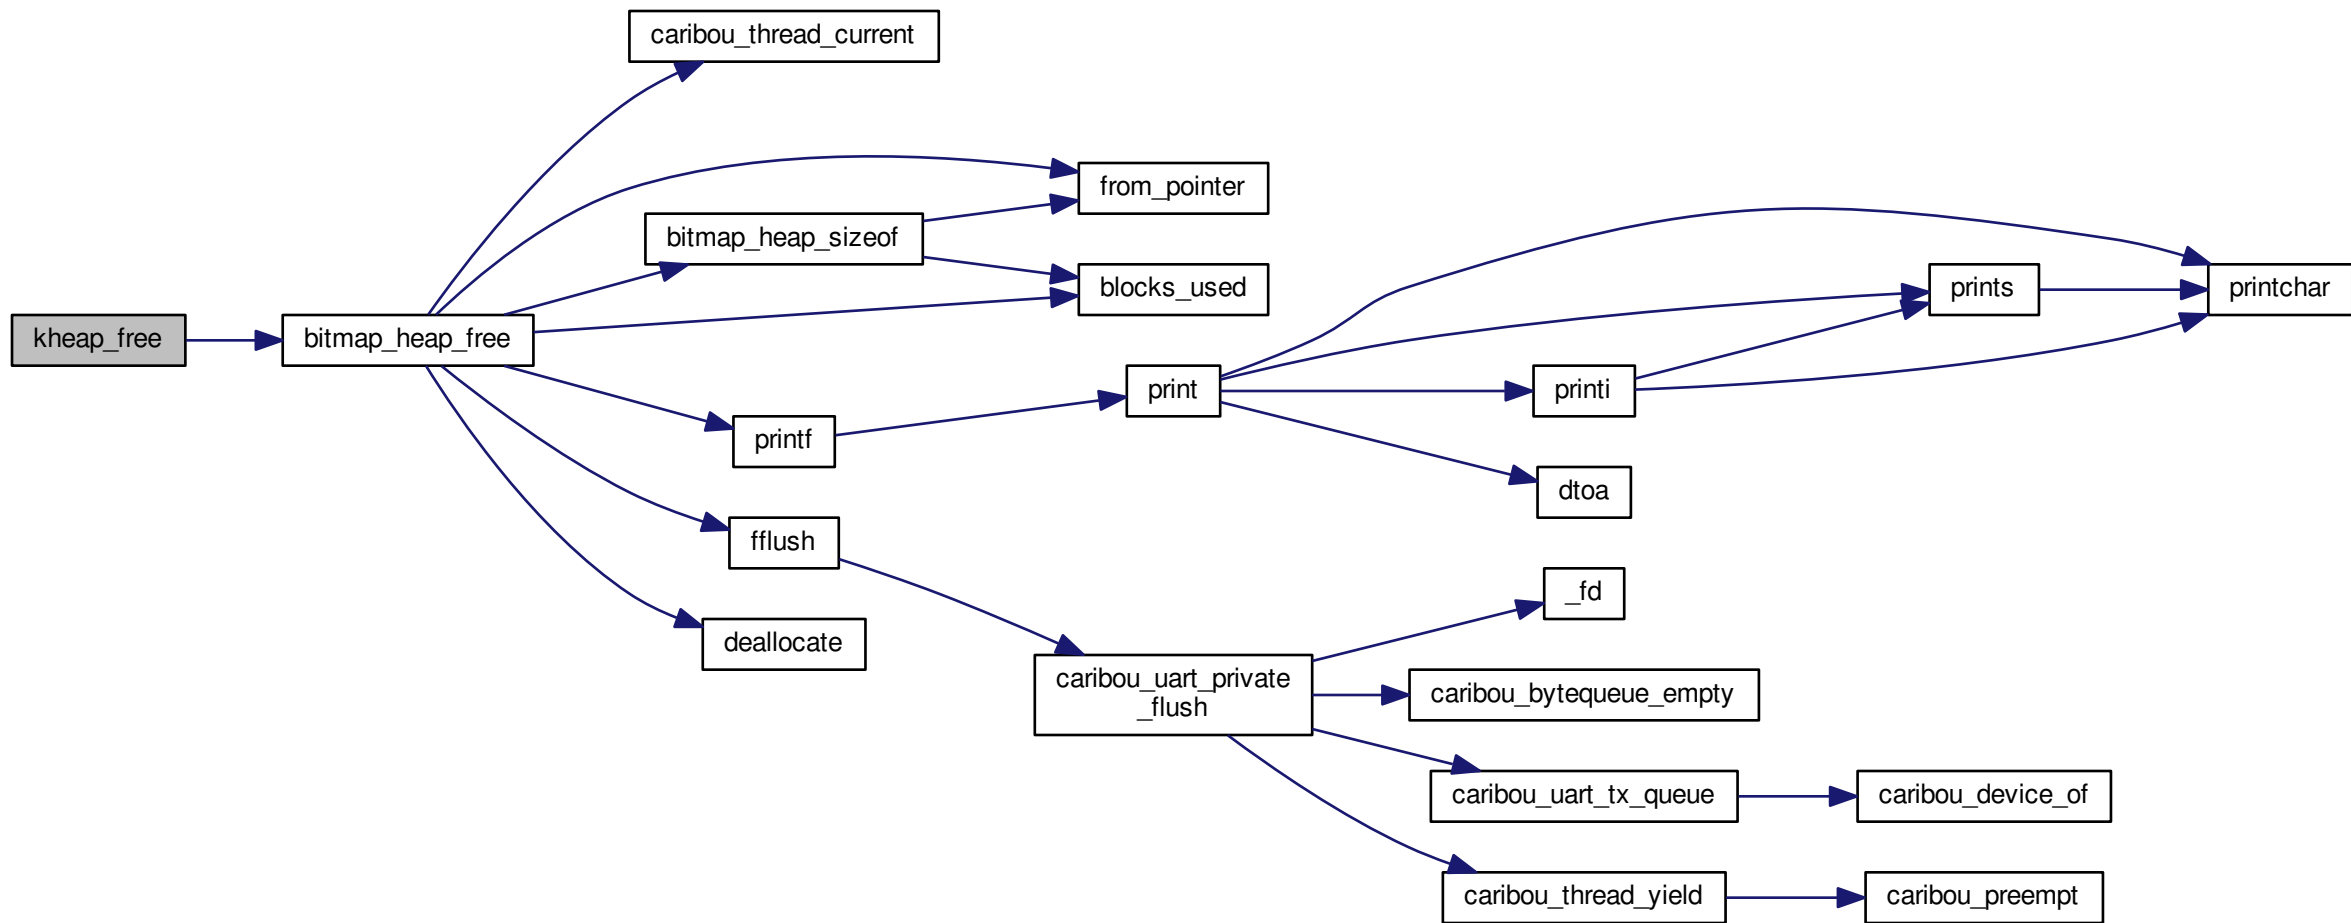 caribou_thread_current
from_pointer
bitmap_heap_sizeof
blocks_used
prints
printchar
kheap_free
bitmap_heap_free
print
printi
printf
dtoa
fflush
_fd
deallocate
caribou_uart_private
_flush
caribou_bytequeue_empty
caribou_uart_tx_queue
caribou_device_of
caribou_thread_yield
caribou_preempt